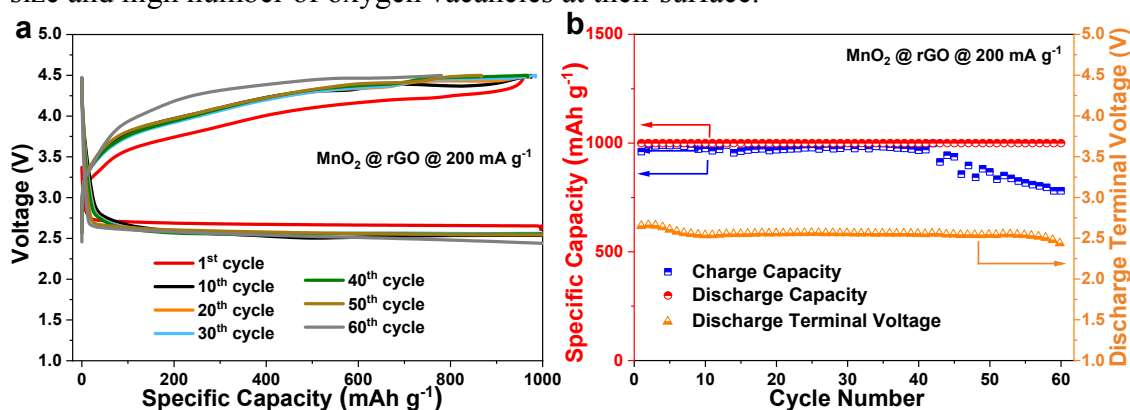 size and high number of oxygen vacancies at their surface.
a
5.0
4.5
4.0
3.5
3.0
2.5
2.0
1.5
1.0
Voltage (V)
MnO2 @ rGO @ 200 mA g-1
1st cycle
10th cycle
20th cycle
30th cycle
40th cycle
50th cycle
60th cycle
0 200 400 600 800 1000
Specific Capacity (mAh g-1)
b
1500
1000
500
0
Specific Capacity (mAh g-1)
MnO2 @ rGO @ 200 mA g-1
Charge Capacity
Discharge Capacity
Discharge Terminal Voltage
5.0
4.5
4.0
3.5
3.0
2.5
2.0
1.5
1.0
Discharge Terminal Voltage (V)
0 10 20 30 40 50 60
Cycle Number